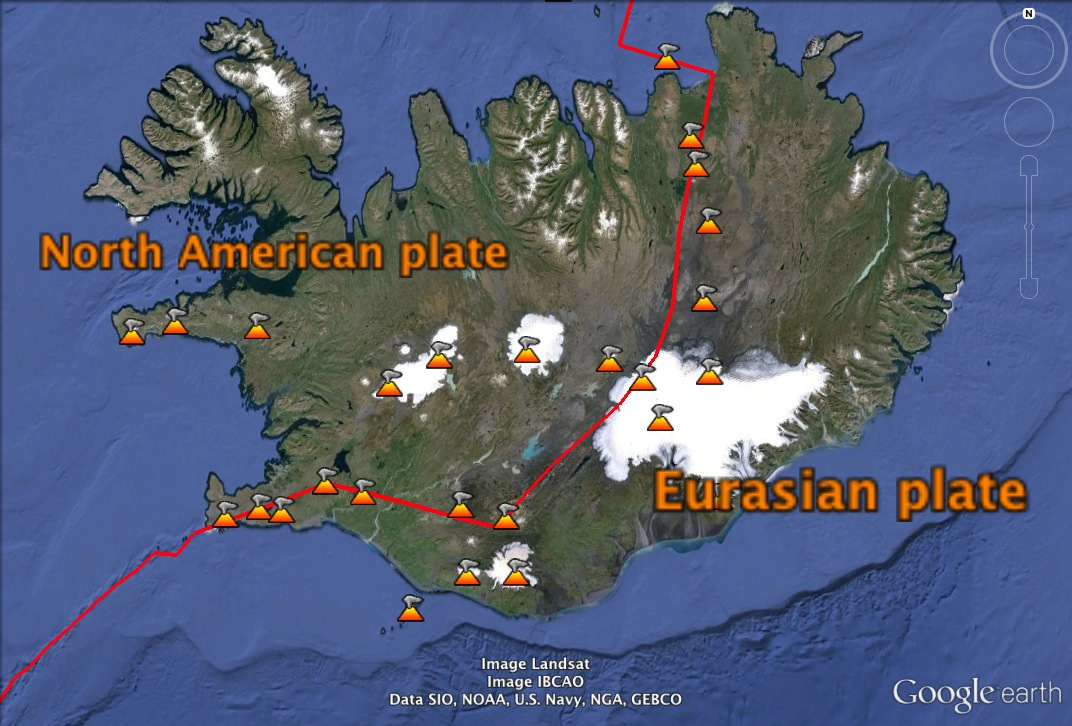 N
North American plate
Eurasian plate
Image Landsat
Image IBCAO
Data SIO, NOAA, U.S. Navy, NGA, GEBCO
Google earth